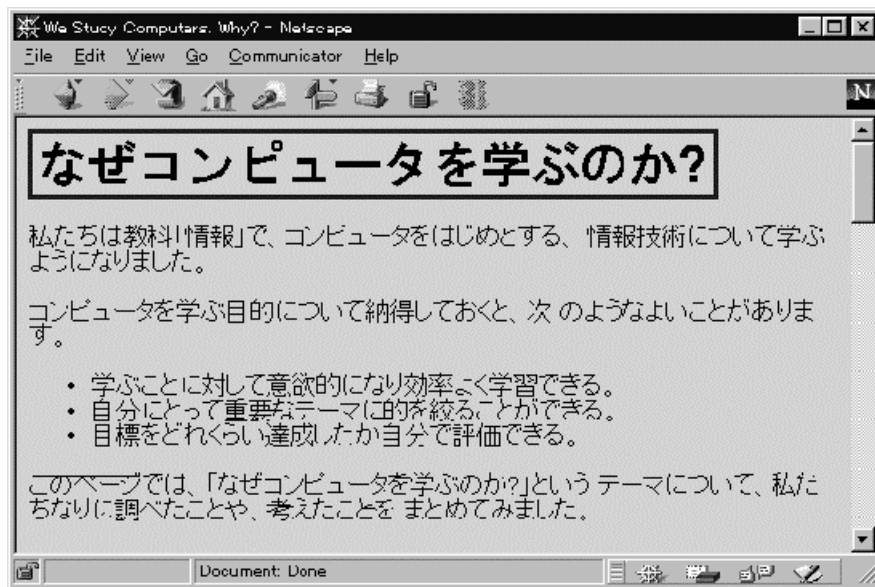 We Stucy Computars. Why? - Netscape
File Edit View Go Communicator Help
N
なぜコンピュータを学ぶのか?
私たちは教科「情報」で、コンピュータをはじめとする、 情報技術について学ぶ
ようになりました。
コンピュータを学ぶ目的について納得しておくと、次 のようなよいことがありま
す。
• 学ぶことに対して意欲的になり効率よく学習できる。
• 自分にとって重要なテーマに的を絞ることができる。
• 目標をどれくらい達成したか自分で評価できる。
このページでは、「なぜコンピュータを学ぶのか?」という テーマについて、私た
ちなりに調べたことや、考えたことを まとめてみました。
Document: Done